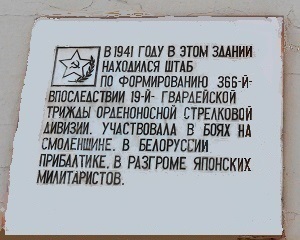 В 1941 ГОДУ В ЭТОМ ЗДАНИИ
НАХОДИЛСЯ ШТАБ
ПО ФОРМИРОВАНИЮ 366-Й-
ВПОСЛЕДСТВИИ 19-Й- ГВАРДЕЙСКОЙ
ТРИЖДЫ ОРДЕНОНОСНОЙ СТРЕЛКОВОЙ
ДИВИЗИИ. УЧАСТВОВАЛА В БОЯХ НА
СМОЛЕНЩИНЕ. В БЕЛОРУССИИ
ПРИБАЛТИКЕ. В РАЗГРОМЕ ЯПОНСКИХ
МИЛИТАРИСТОВ.